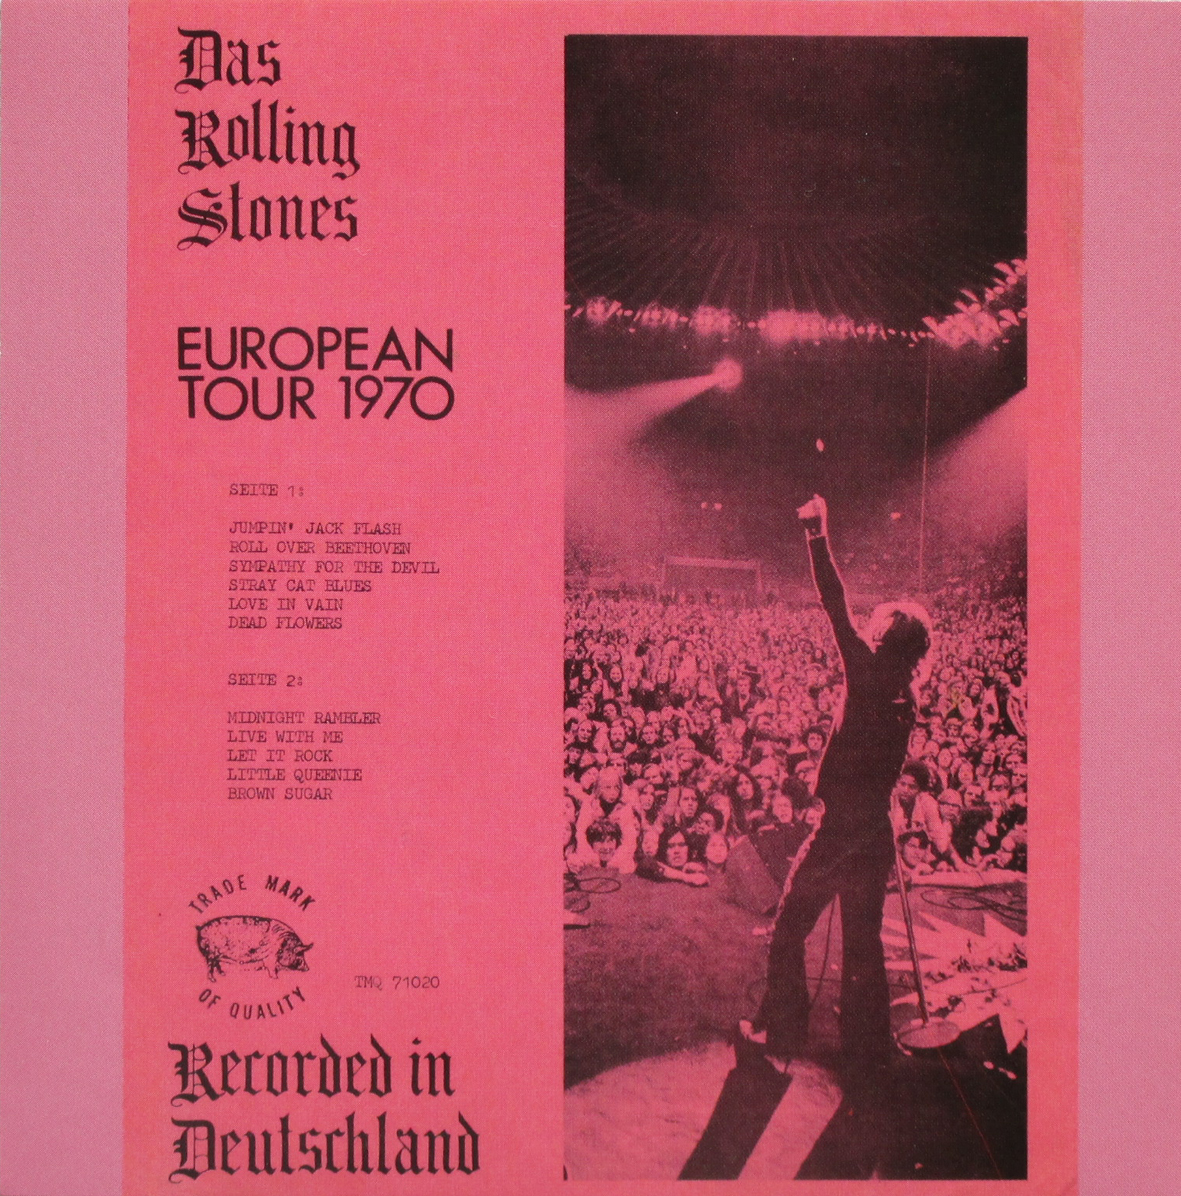 Das
Rolling
Stones
EUROPEAN
TOUR 1970
SEITE 1:
JUMPIN' JACK FLASH
ROLL OVER BEETHOVEN
SYMPATHY FOR THE DEVIL
STRAY CAT BLUES
LOVE IN VAIN
DEAD FLOWERS
SEITE 2:
MIDNIGHT RAMBLER
LIVE WITH ME
LET IT ROCK
LITTLE QUEENIE
BROWN SUGAR
TRADE MARK
OF QUALITY
TMQ 71020
Recorded in
Deutschland